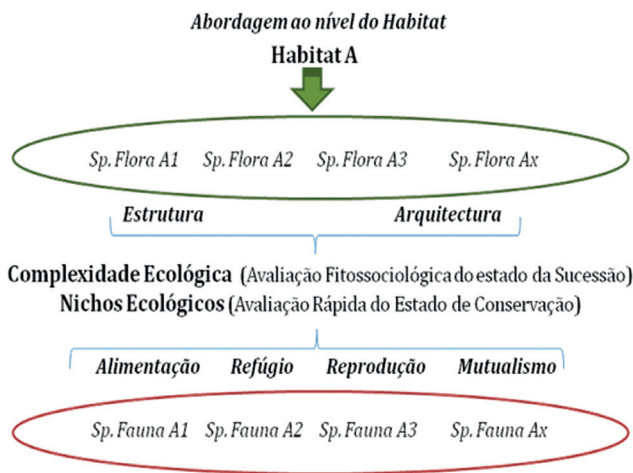 Abordagem ao nível do Habitat
Habitat A
Sp. Flora A1 Sp. Flora A2 Sp. Flora A3 Sp. Flora Ax
Estrutura Arquitectura
Complexidade Ecológica (Avaliação Fitossociológica do estado da Sucessão)
Nichos Ecológicos (Avaliação Rápida do Estado de Conservação)
Alimentação Refúgio Reprodução Mutualismo
Sp. Fauna A1 Sp. Fauna A2 Sp. Fauna A3 Sp. Fauna Ax